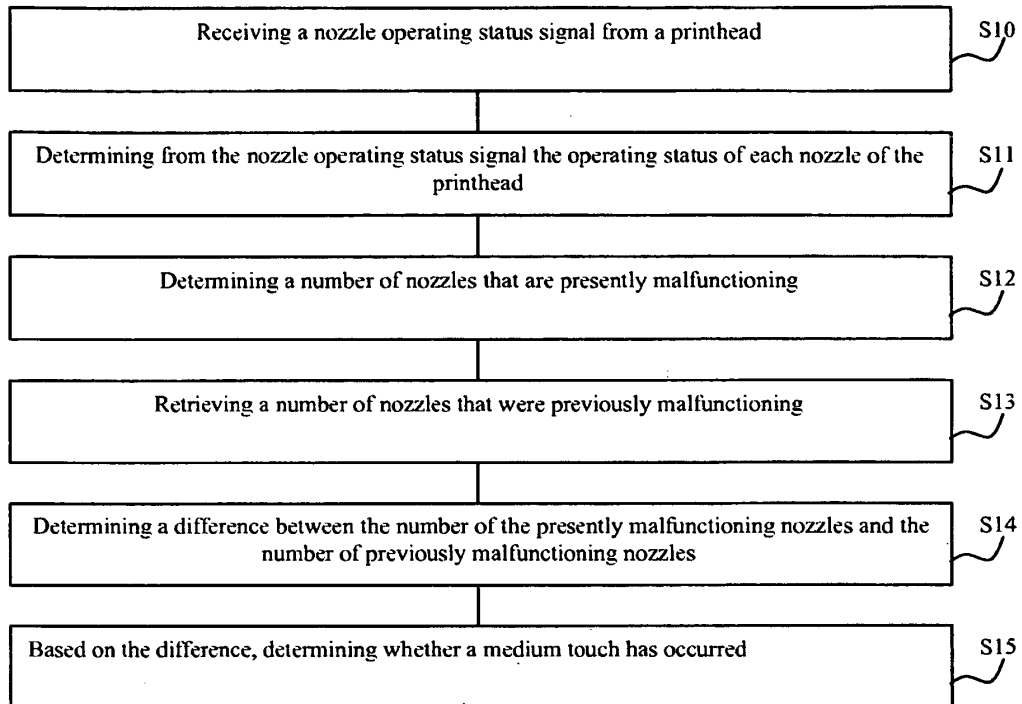 Receiving a nozzle operating status signal from a printhead
S10
Determining from the nozzle operating status signal the operating status of each nozzle of the
printhead
S11
Determining a number of nozzles that are presently malfunctioning
S12
Retrieving a number of nozzles that were previously malfunctioning
S13
Determining a difference between the number of the presently malfunctioning nozzles and the
number of previously malfunctioning nozzles
S14
Based on the difference, determining whether a medium touch has occurred
S15